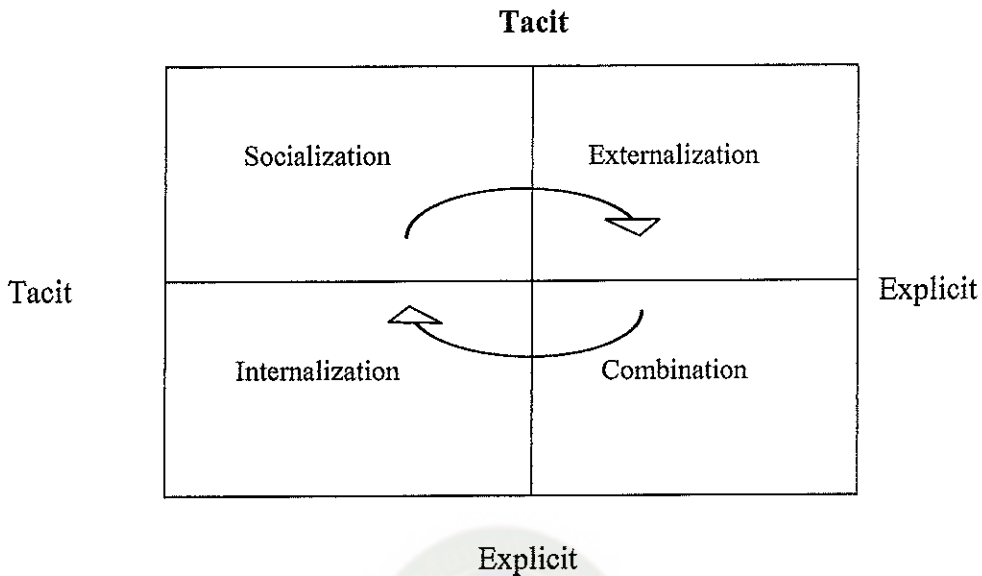 Tacit
Socialization Externalization
Tacit Explicit
Internalization Combination
Explicit